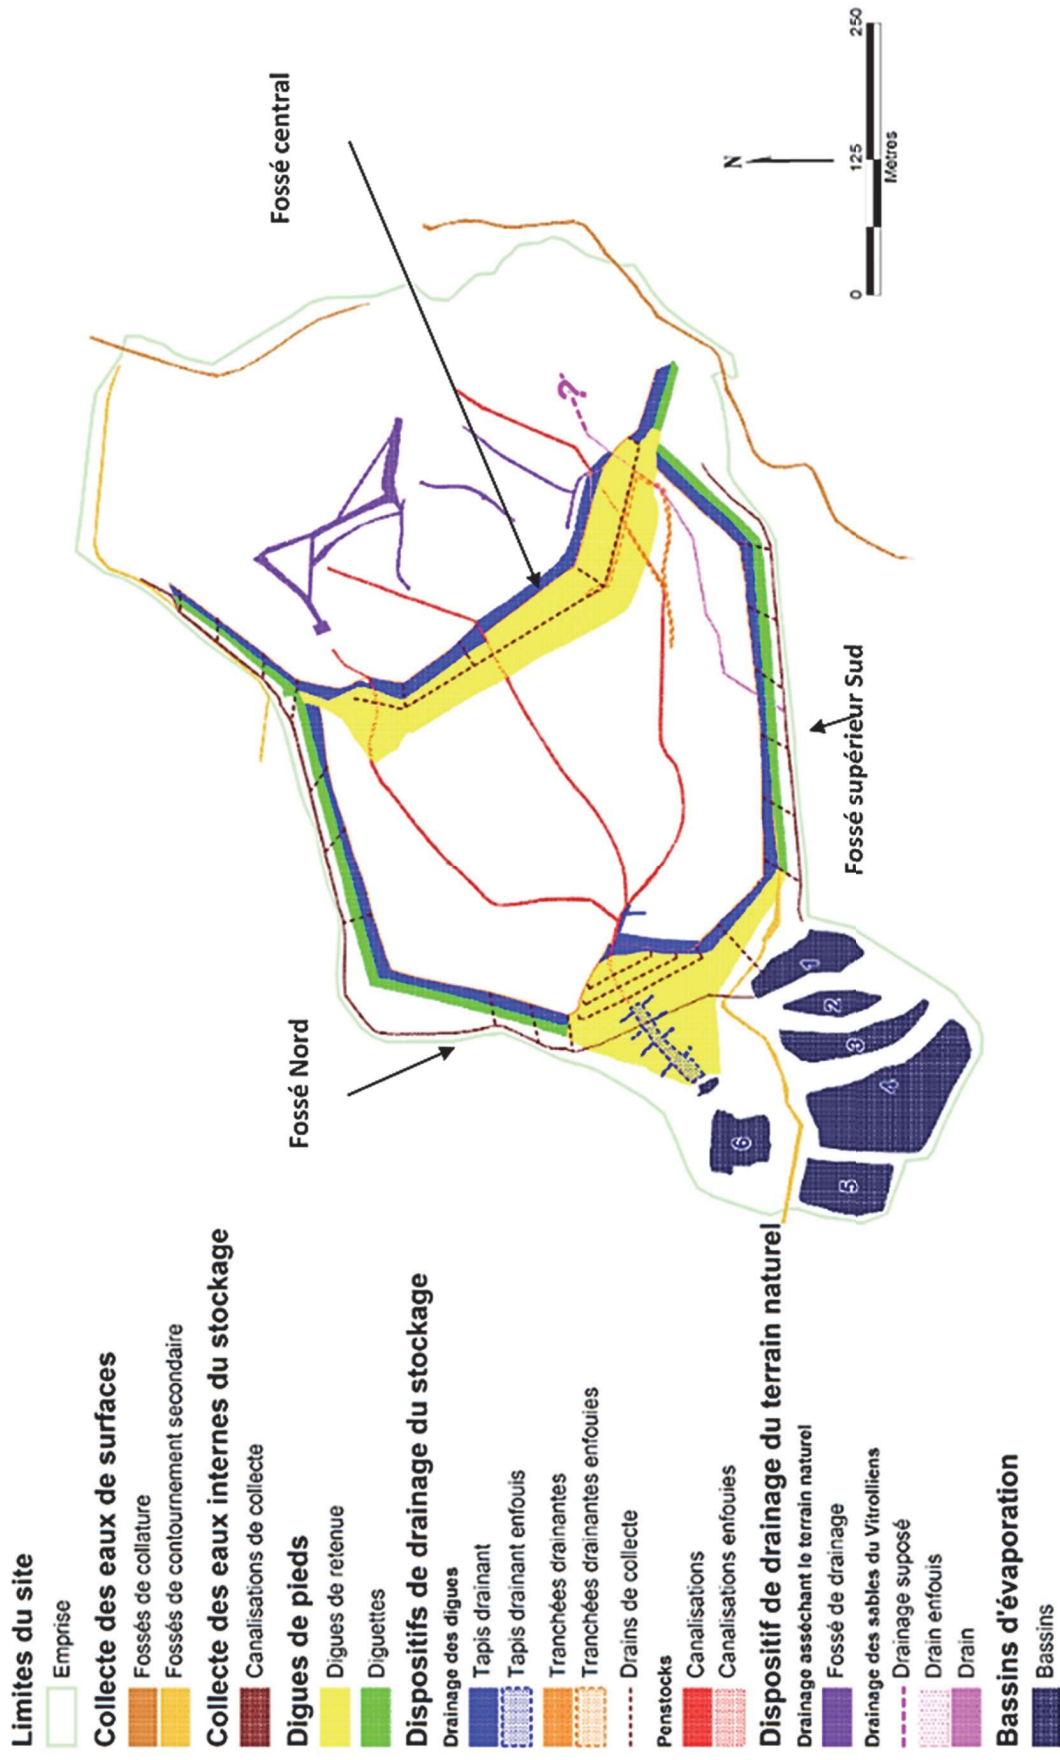 Limites du site
Emprise
Collecte des eaux de surfaces
Fossés de collature
Fossés de contournement secondaire
Collecte des eaux internes du stockage
Canalisations de collecte
Digues de pieds
Digues de retenue
Diguettes
Dispositifs de drainage du stockage
Drainage des digues
Tapis drainant
Tapis drainant enfouis
Tranchées drainantes
Tranchées drainantes enfouies
Drains de collecte
Penstocks
Canalisations
Canalisations enfouies
Dispositif de drainage du terrain naturel
Drainage asséchant le terrain naturel
Fossé de drainage
Drainage des sables du Vitrolliens
Drainage suposé
Drain enfouis
Drain
Bassins d'évaporation
Bassins
Fossé Nord
Fossé central
Fossé supérieur Sud
?
1
2
3
4
5
6
N
0 125 250
Mètres